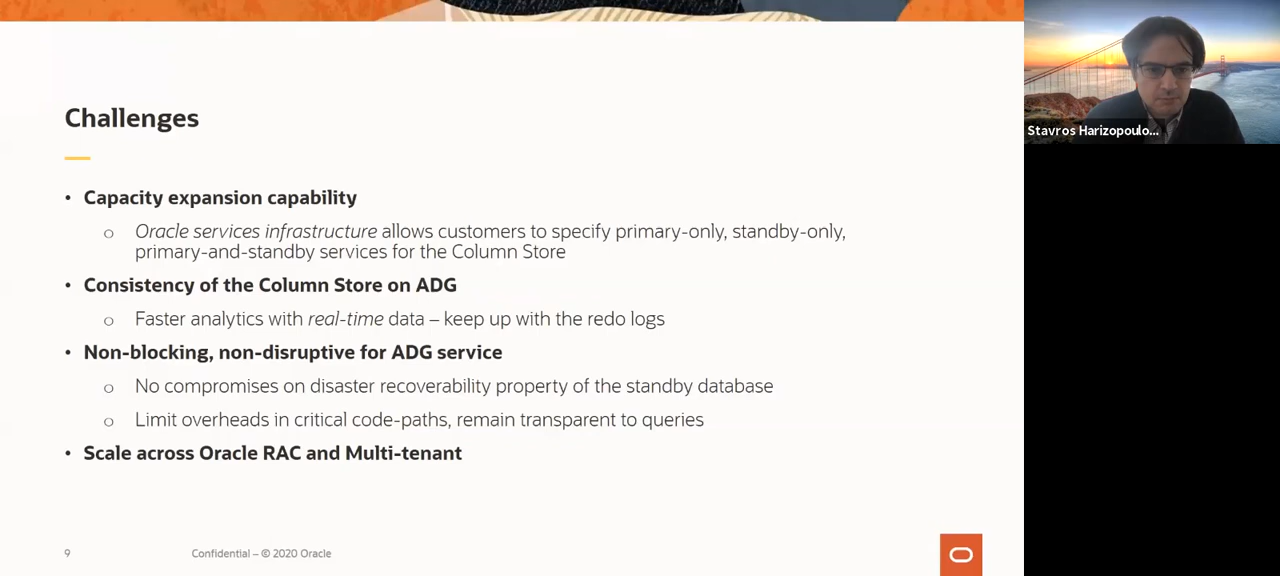 Challenges
• Capacity expansion capability
o Oracle services infrastructure allows customers to specify primary-only, standby-only,
primary-and-standby services for the Column Store
• Consistency of the Column Store on ADG
o Faster analytics with real-time data – keep up with the redo logs
• Non-blocking, non-disruptive for ADG service
o No compromises on disaster recoverability property of the standby database
o Limit overheads in critical code-paths, remain transparent to queries
• Scale across Oracle RAC and Multi-tenant
9 Confidential – © 2020 Oracle
Stavros Harizopoulo...